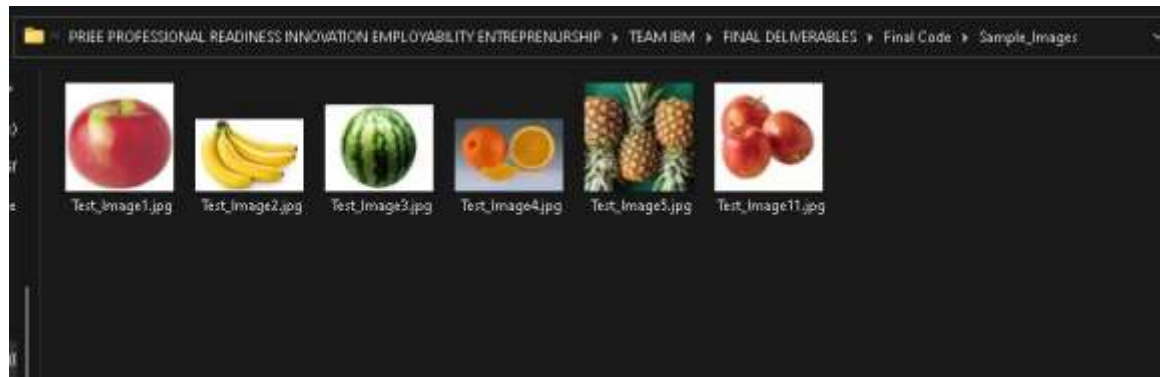 PRIEE PROFESSIONAL READINESS INNOVATION EMPLOYABILITY ENTREPRENURSHIP › TEAM IBM › FINAL DELIVERABLES › Final Code › Sample_Images
Test_Image1.jpg Test_Image2.jpg Test_Image3.jpg Test_Image4.jpg Test_Image5.jpg Test_Image11.jpg